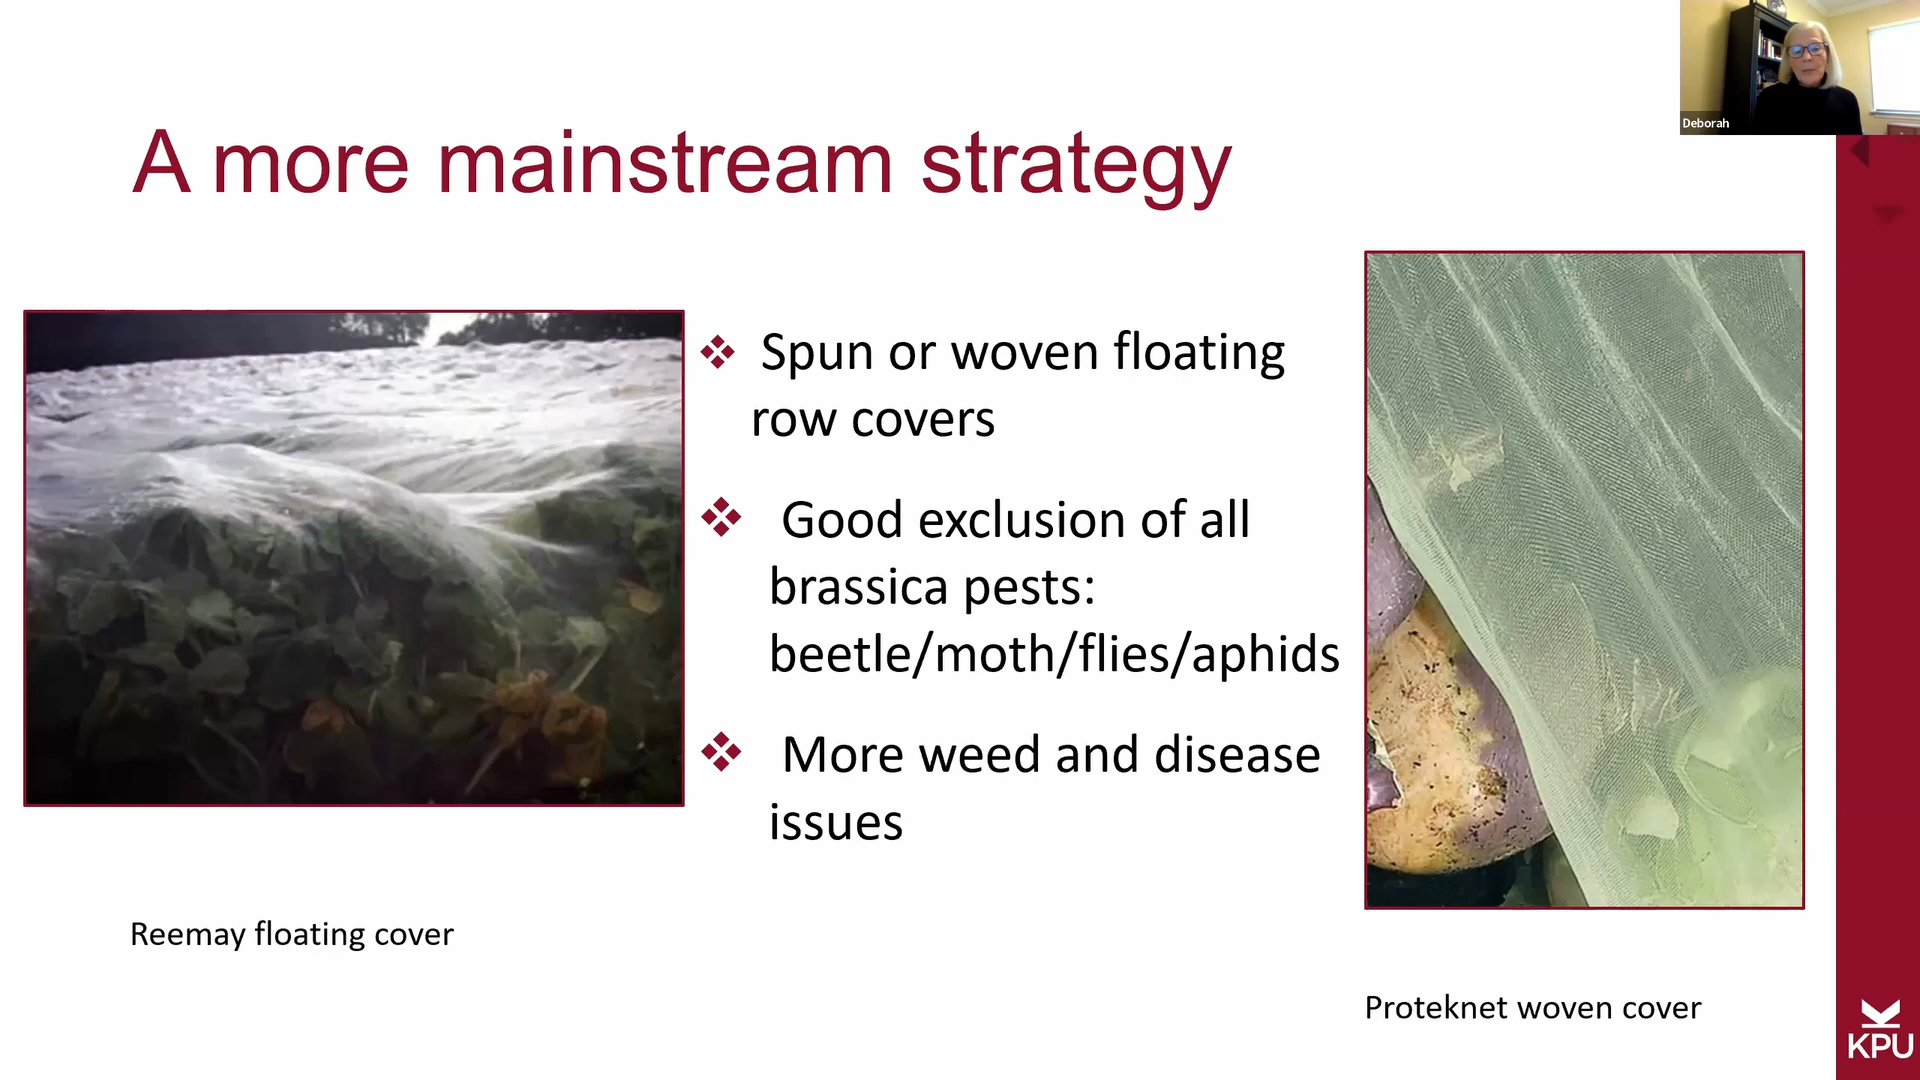 Deborah
A more mainstream strategy
Spun or woven floating
row covers
Good exclusion of all
brassica pests:
beetle/moth/flies/aphids
More weed and disease
issues
Reemay floating cover
Proteknet woven cover
KPU